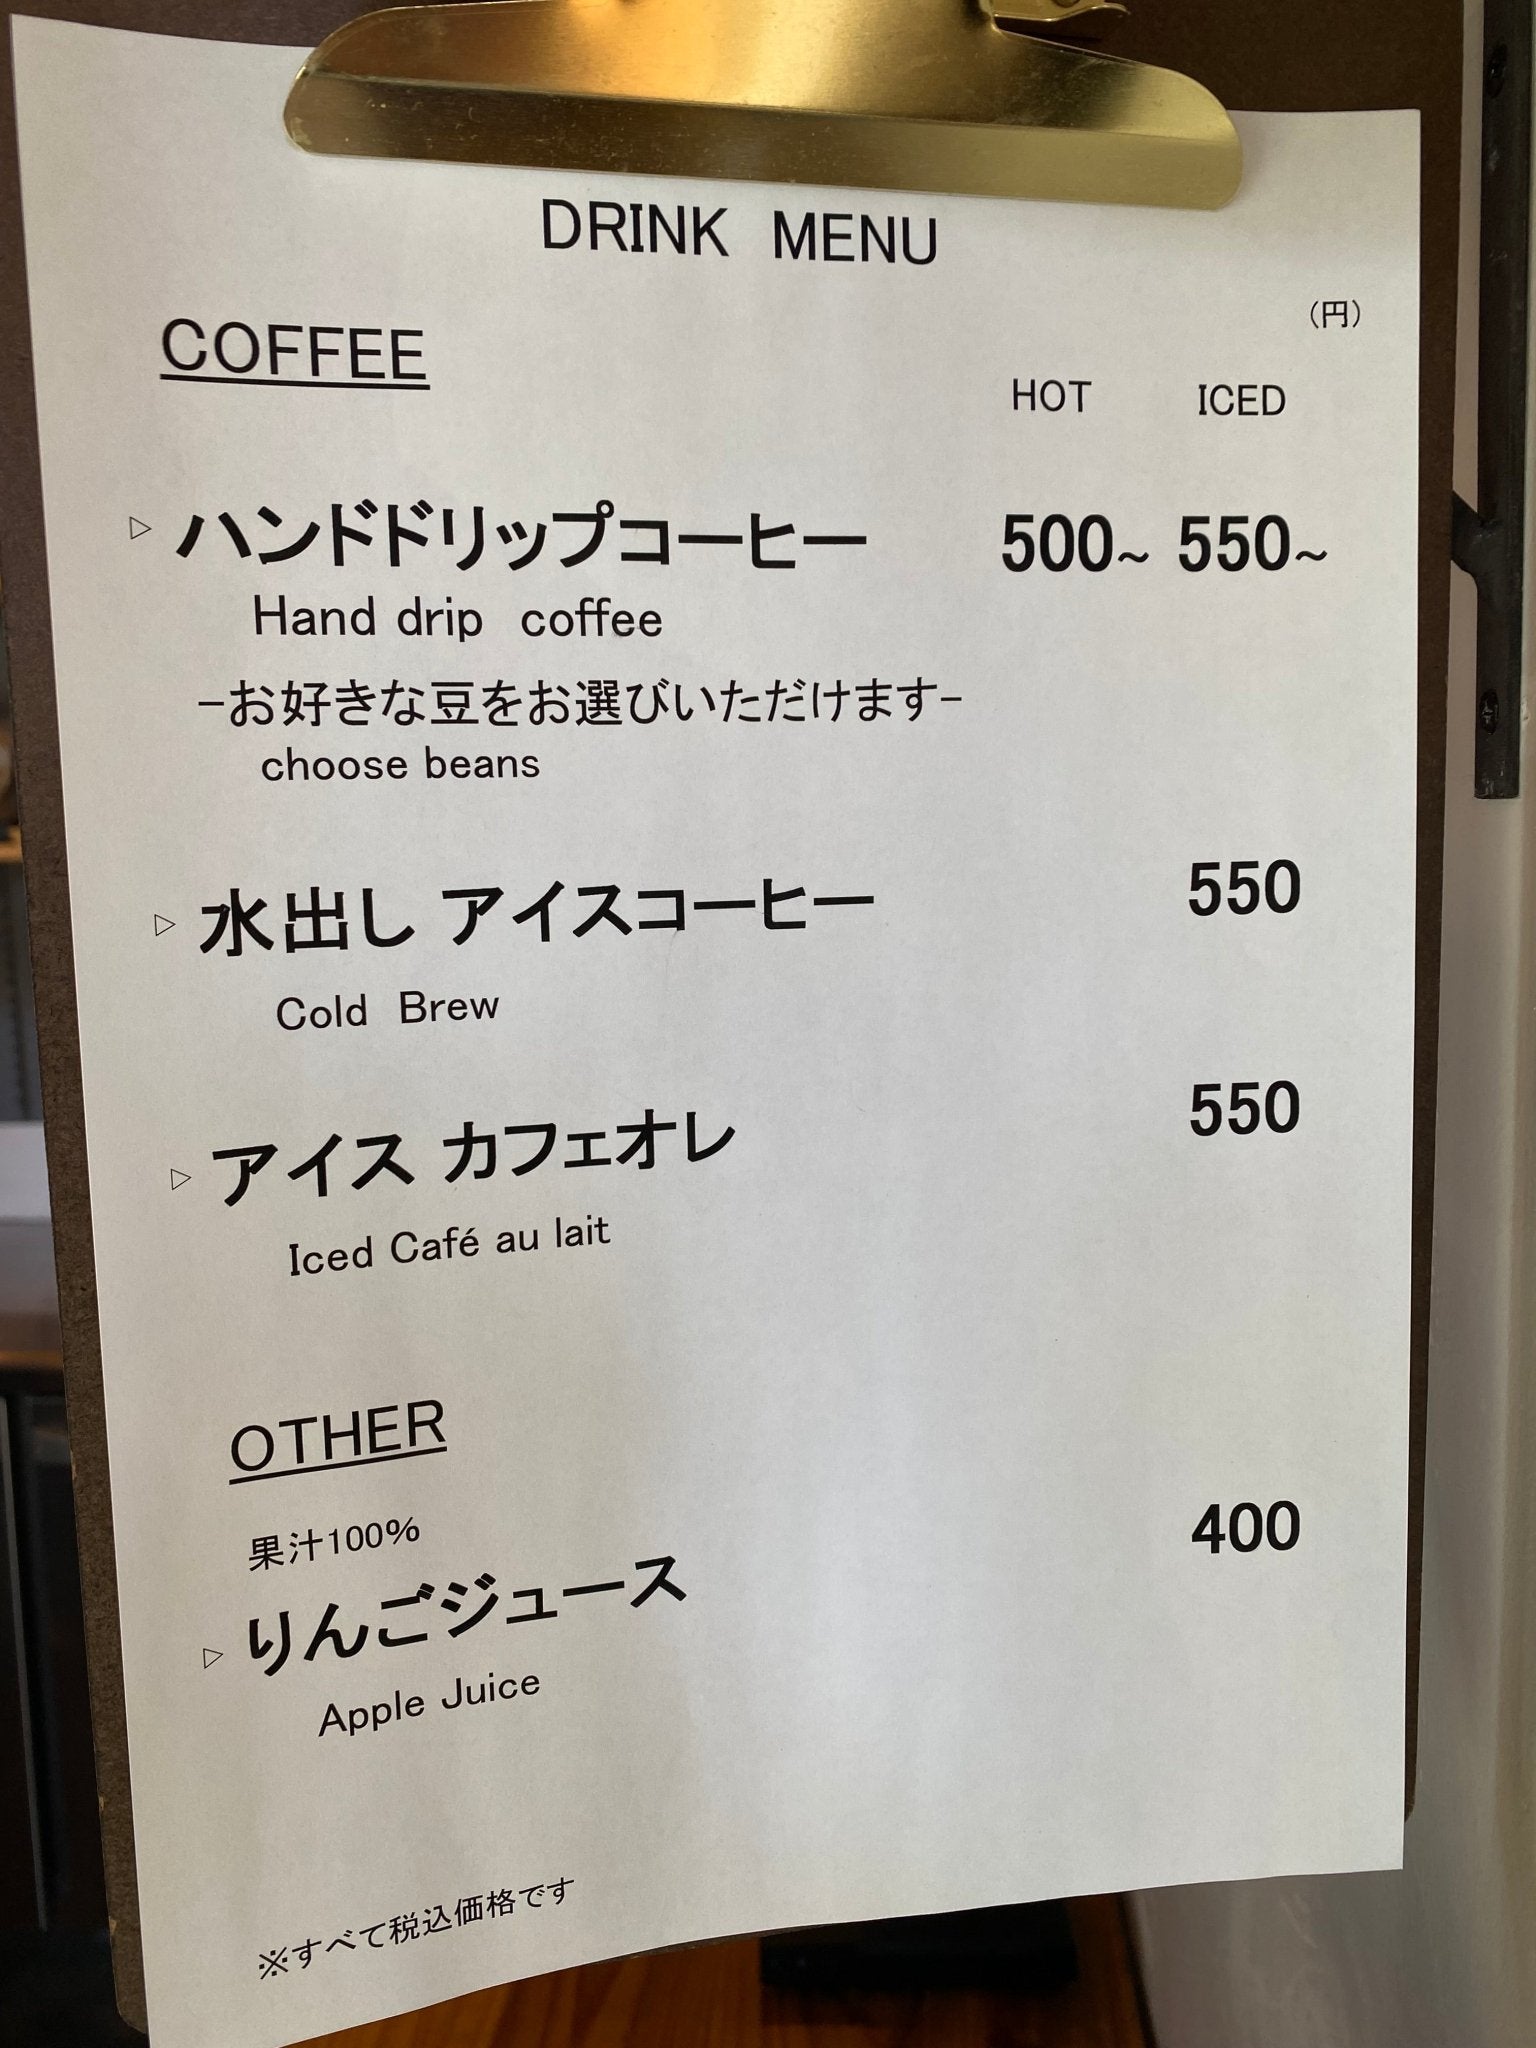 DRINK MENU
(円)
COFFEE
HOT ICED
▷ ハンドドリップコーヒー 500~ 550~
Hand drip coffee
-お好きな豆をお選びいただけます-
choose beans
▷ 水出し アイスコーヒー 550
Cold Brew
▷ アイス カフェオレ 550
Iced Café au lait
OTHER
果汁100%
▷ りんごジュース 400
Apple Juice
※すべて税込価格です